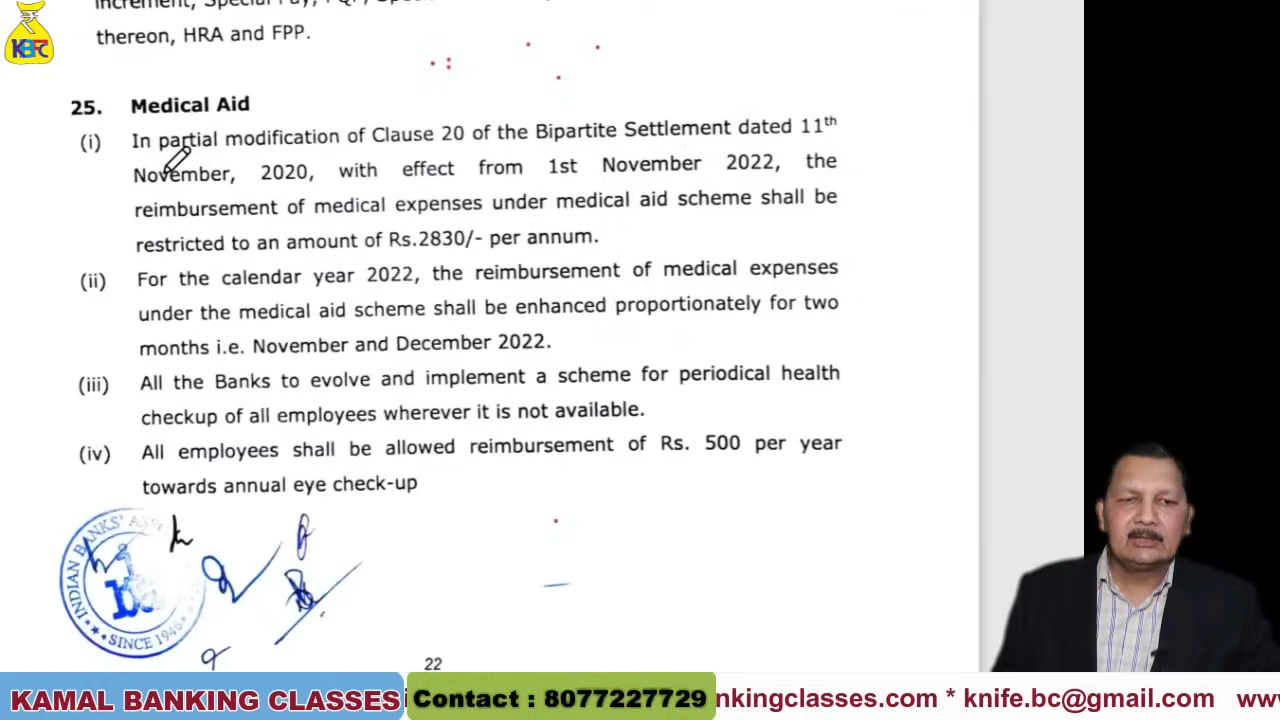 KBFC
thereon, HRA and FPP.
25. Medical Aid
(i) In partial modification of Clause 20 of the Bipartite Settlement dated 11th
November, 2020, with effect from 1st November 2022, the
reimbursement of medical expenses under medical aid scheme shall be
restricted to an amount of Rs.2830/- per annum.
(ii) For the calendar year 2022, the reimbursement of medical expenses
under the medical aid scheme shall be enhanced proportionately for two
months i.e. November and December 2022.
(iii) All the Banks to evolve and implement a scheme for periodical health
checkup of all employees wherever it is not available.
(iv) All employees shall be allowed reimbursement of Rs. 500 per year
towards annual eye check-up
INDIAN BANKS'
SINCE 1946
22
KAMAL BANKING CLASSES
Contact : 8077227729
nkingclasses.com * knife.bc@gmail.com ww